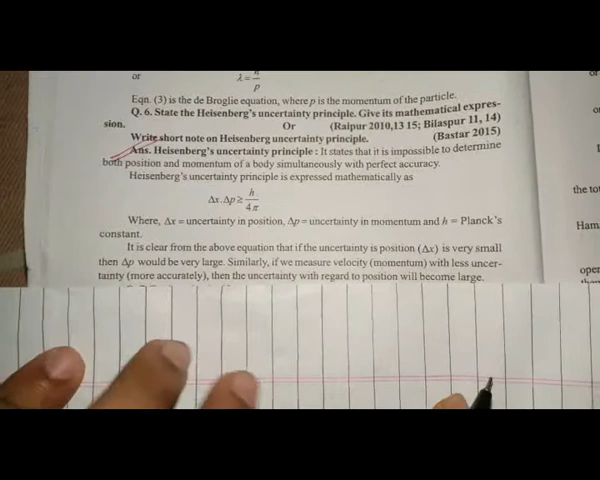 or
λ = h
p
Eqn. (3) is the de Broglie equation, where p is the momentum of the particle.
Q. 6. State the Heisenberg's uncertainty principle. Give its mathematical expres-
sion. Or (Raipur 2010,13 15; Bilaspur 11, 14)
Write short note on Heisenberg uncertainty principle. (Bastar 2015)
Ans. Heisenberg's uncertainty principle : It states that it is impossible to determine
both position and momentum of a body simultaneously with perfect accuracy.
Heisenberg's uncertainty principle is expressed mathematically as
Δx.Δp ≥ h
4π
Where, Δx = uncertainty in position, Δp = uncertainty in momentum and h = Planck's
constant.
It is clear from the above equation that if the uncertainty is position (Δx) is very small
then Δp would be very large. Similarly, if we measure velocity (momentum) with less uncer-
tainty (more accurately), then the uncertainty with regard to position will become large.
the tot
Ham
oper